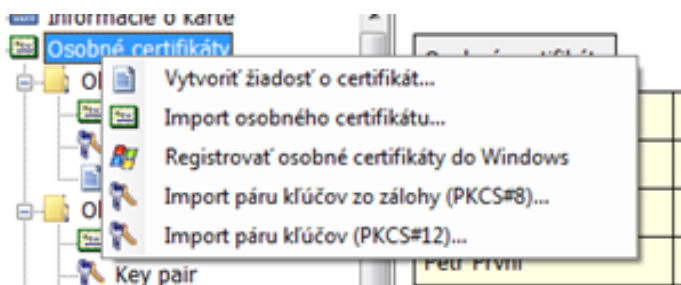 Informácie o karte
Osobné certifikáty
Vytvoriť žiadosť o certifikát...
Import osobného certifikátu...
Registrovať osobné certifikáty do Windows
Import páru kľúčov zo zálohy (PKCS#8)...
Import páru kľúčov (PKCS#12)...
Key pair
Petr První